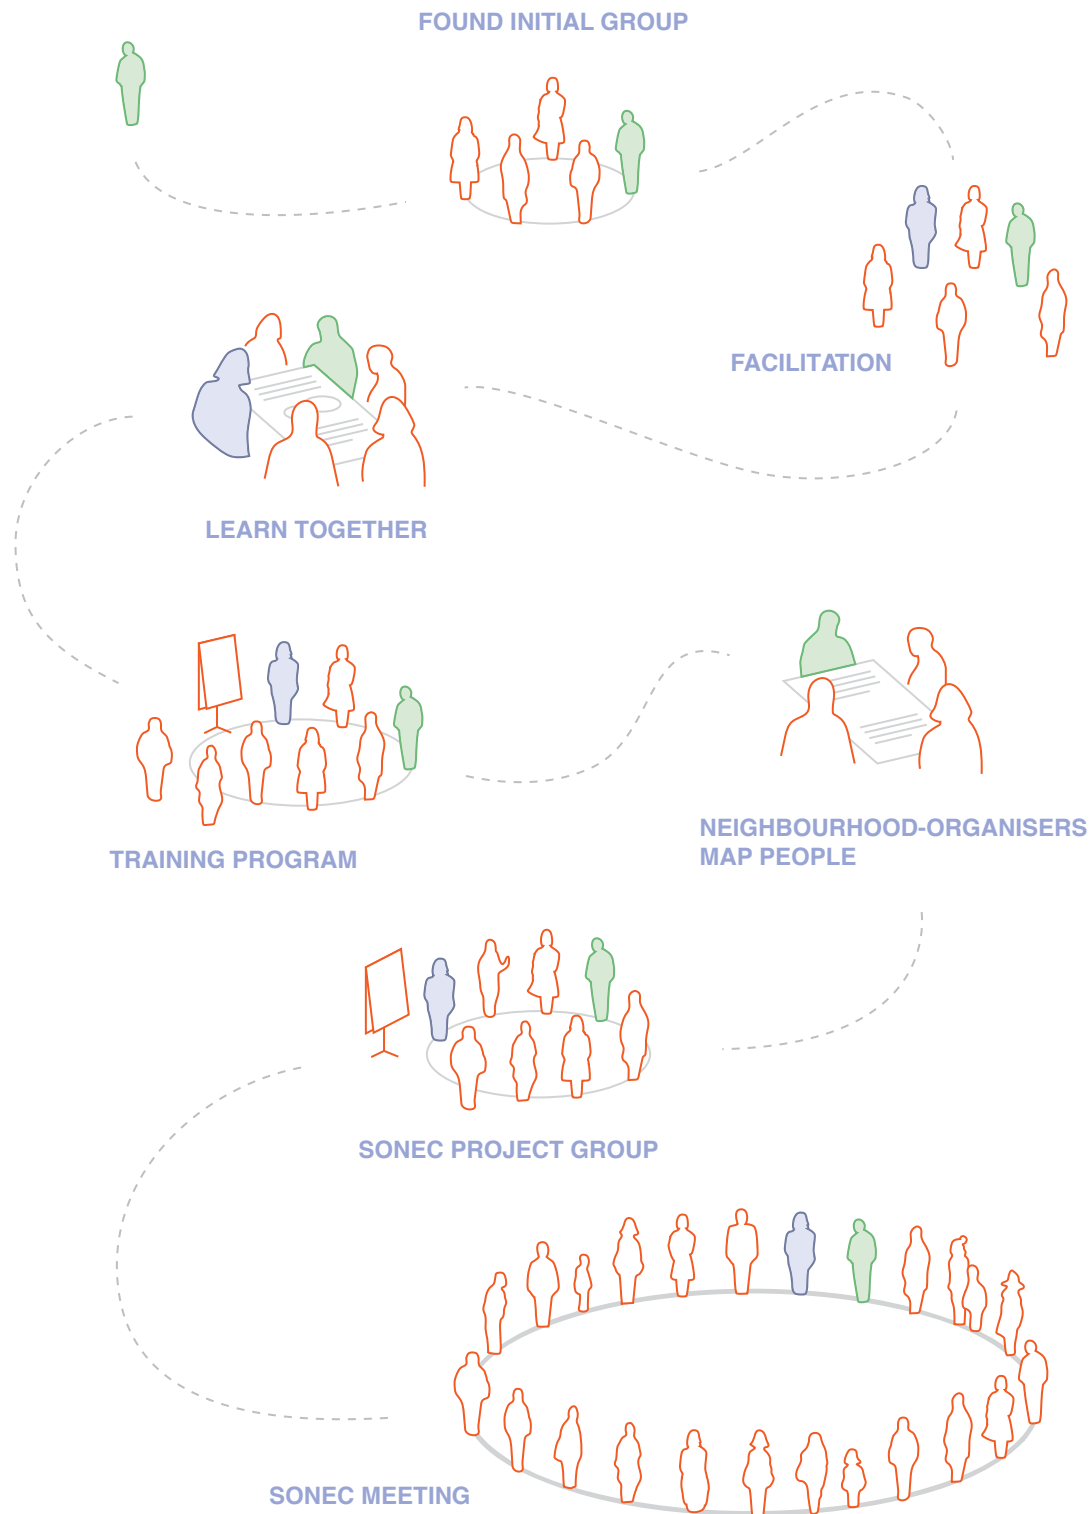 FOUND INITIAL GROUP
FACILITATION
LEARN TOGETHER
TRAINING PROGRAM
NEIGHBOURHOOD-ORGANISERS
MAP PEOPLE
SONEC PROJECT GROUP
SONEC MEETING